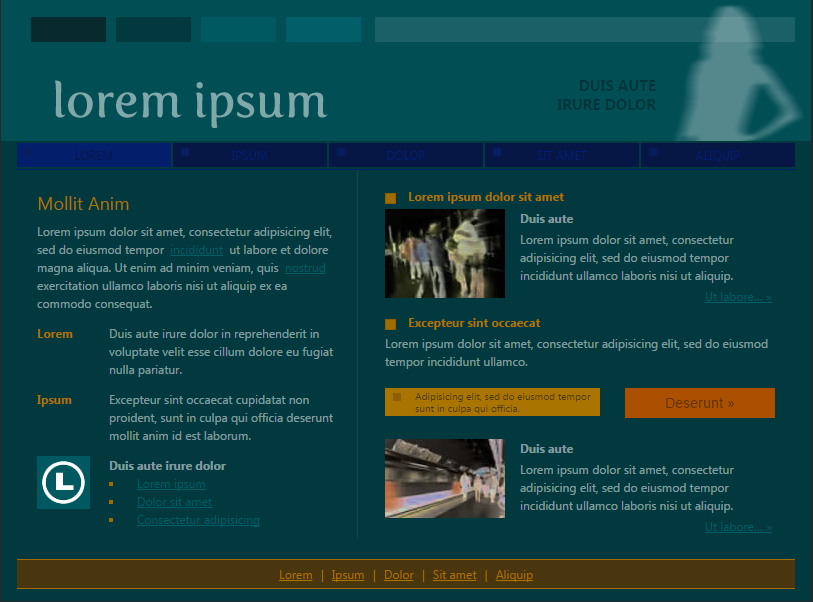 lorem ipsum
DUIS AUTE
IRURE DOLOR
LOREM
IPSUM
DOLOR
SIT AMET
ALIQUIP
Mollit Anim
Lorem ipsum dolor sit amet, consectetur adipisicing elit,
sed do eiusmod tempor incididunt ut labore et dolore
magna aliqua. Ut enim ad minim veniam, quis nostrud
exercitation ullamco laboris nisi ut aliquip ex ea
commodo consequat.
Lorem
Duis aute irure dolor in reprehenderit in
voluptate velit esse cillum dolore eu fugiat
nulla pariatur.
Ipsum
Excepteur sint occaecat cupidatat non
proident, sunt in culpa qui officia deserunt
mollit anim id est laborum.
Duis aute irure dolor
Lorem ipsum
Dolor sit amet
Consectetur adipisicing
Lorem ipsum dolor sit amet
Duis aute
Lorem ipsum dolor sit amet, consectetur
adipisicing elit, sed do eiusmod tempor
incididunt ullamco laboris nisi ut aliquip.
Ut labore... »
Excepteur sint occaecat
Lorem ipsum dolor sit amet, consectetur adipisicing elit, sed do eiusmod
tempor incididunt ullamco.
Adipisicing elit, sed do eiusmod tempor
sunt in culpa qui officia.
Deserunt »
Duis aute
Lorem ipsum dolor sit amet, consectetur
adipisicing elit, sed do eiusmod tempor
incididunt ullamco laboris nisi ut aliquip.
Ut labore... »
Lorem | Ipsum | Dolor | Sit amet | Aliquip